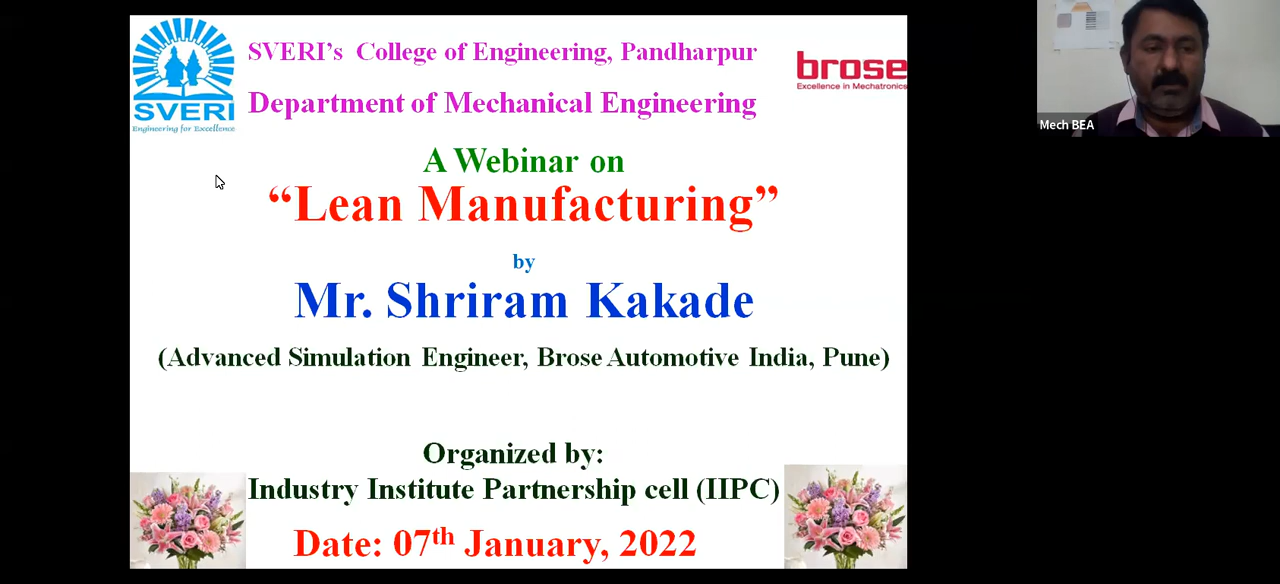 SVERI
Engineering for Excellence
SVERI's College of Engineering, Pandharpur
Department of Mechanical Engineering
brose
Excellence in Mechatronics
A Webinar on
“Lean Manufacturing”
by
Mr. Shriram Kakade
(Advanced Simulation Engineer, Brose Automotive India, Pune)
Organized by:
Industry Institute Partnership cell (IIPC)
Date: 07th January, 2022
Mech BEA